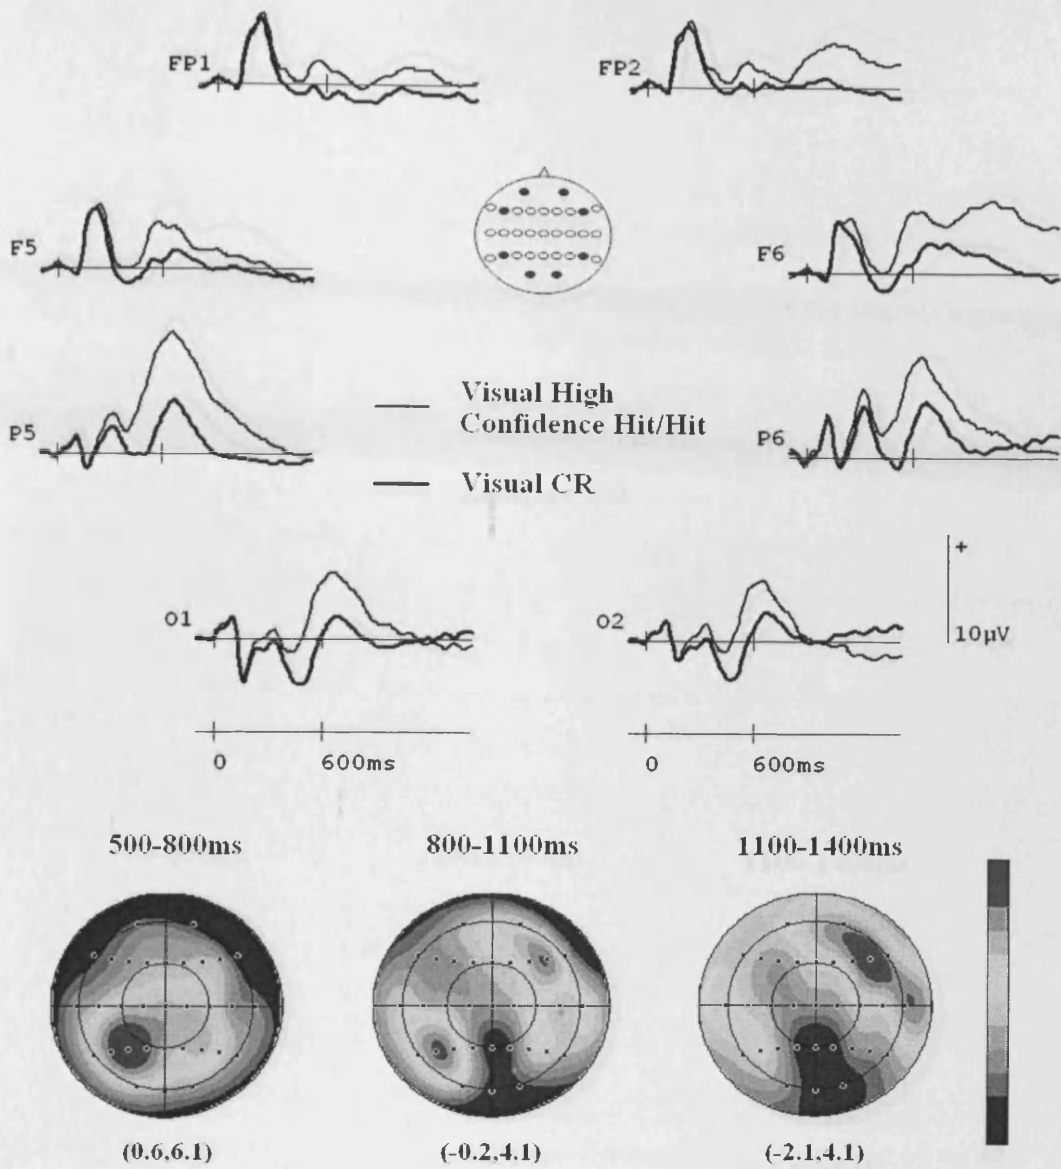 FP1
FP2
F5
F6
Visual High
Confidence Hit/Hit
P5
P6
Visual CR
+
10µV
O1
O2
0
600ms
0
600ms
500-800ms
800-1100ms
1100-1400ms
(0.6,6.1)
(-0.2,4.1)
(-2.1,4.1)